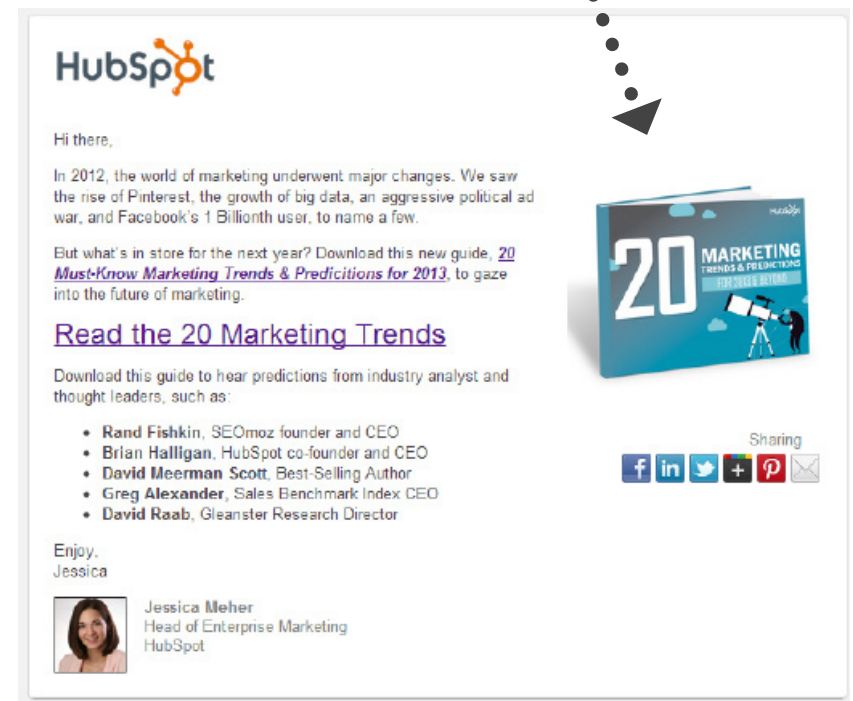 HubSpot
Hi there,
In 2012, the world of marketing underwent major changes. We saw
the rise of Pinterest, the growth of big data, an aggressive political ad
war, and Facebook's 1 Billionth user, to name a few.
But what's in store for the next year? Download this new guide, 20
Must-Know Marketing Trends & Predicitions for 2013, to gaze
into the future of marketing.
Read the 20 Marketing Trends
Download this guide to hear predictions from industry analyst and
thought leaders, such as:
• Rand Fishkin, SEOmoz founder and CEO
• Brian Halligan, HubSpot co-founder and CEO
• David Meerman Scott, Best-Selling Author
• Greg Alexander, Sales Benchmark Index CEO
• David Raab, Gleanster Research Director
Enjoy,
Jessica
Jessica Meher
Head of Enterprise Marketing
HubSpot
HubSpot
20 MARKETING
TRENDS & PREDICTIONS
FOR 2013 & BEYOND
Sharing
f in + P